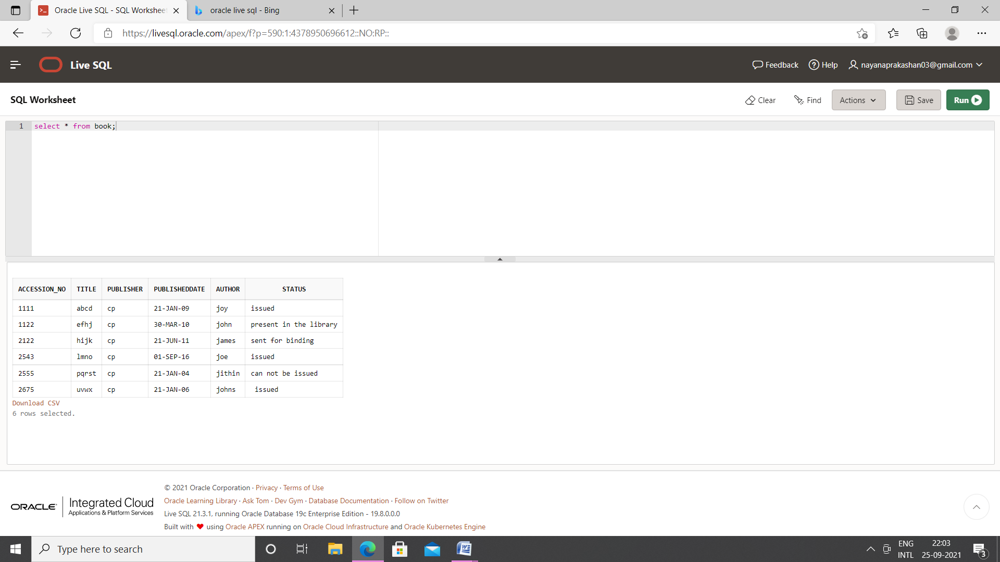 Oracle Live SQL - SQL Workshee
oracle live sql - Bing
https://livesql.oracle.com/apex/f?p=590:1:4378950696612::NO:RP::
Live SQL
Feedback
Help
nayanaprakashan03@gmail.com
SQL Worksheet
Clear
Find
Actions
Save
Run
1 select * from book;
ACCESSION_NO TITLE PUBLISHER PUBLISHEDDATE AUTHOR STATUS
1111 abcd cp 21-JAN-09 joy issued
1122 efhj cp 30-MAR-10 john present in the library
2122 hijk cp 21-JUN-11 james sent for binding
2543 lmno cp 01-SEP-16 joe issued
2555 pqrst cp 21-JAN-04 jithin can not be issued
2675 uvwx cp 21-JAN-06 johns issued
Download CSV
6 rows selected.
ORACLE
Integrated Cloud
Applications & Platform Services
© 2021 Oracle Corporation · Privacy · Terms of Use
Oracle Learning Library · Ask Tom · Dev Gym · Database Documentation · Follow on Twitter
Live SQL 21.3.1, running Oracle Database 19c Enterprise Edition - 19.8.0.0.0
Built with ❤ using Oracle APEX running on Oracle Cloud Infrastructure and Oracle Kubernetes Engine
Type here to search
ENG
INTL
22:03
25-09-2021
3